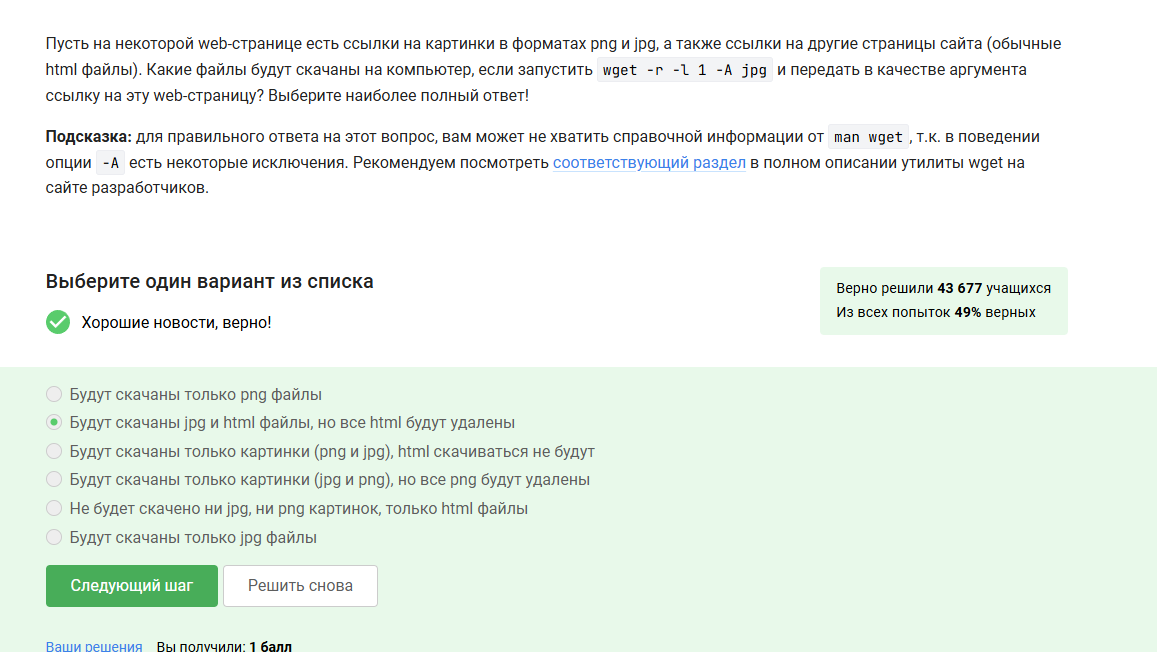 Пусть на некоторой web-странице есть ссылки на картинки в форматах png и jpg, а также ссылки на другие страницы сайта (обычные
html файлы). Какие файлы будут скачаны на компьютер, если запустить wget -r -l 1 -A jpg и передать в качестве аргумента
ссылку на эту web-страницу? Выберите наиболее полный ответ!
Подсказка: для правильного ответа на этот вопрос, вам может не хватить справочной информации от man wget, т.к. в поведении
опции -A есть некоторые исключения. Рекомендуем посмотреть соответствующий раздел в полном описании утилиты wget на
сайте разработчиков.
Выберите один вариант из списка
Хорошие новости, верно!
Верно решили 43 677 учащихся
Из всех попыток 49% верных
Будут скачаны только png файлы
Будут скачаны jpg и html файлы, но все html будут удалены
Будут скачаны только картинки (png и jpg), html скачиваться не будут
Будут скачаны только картинки (jpg и png), но все png будут удалены
Не будет скачено ни jpg, ни png картинок, только html файлы
Будут скачаны только jpg файлы
Следующий шаг
Решить снова
Ваши решения Вы получили: 1 балл